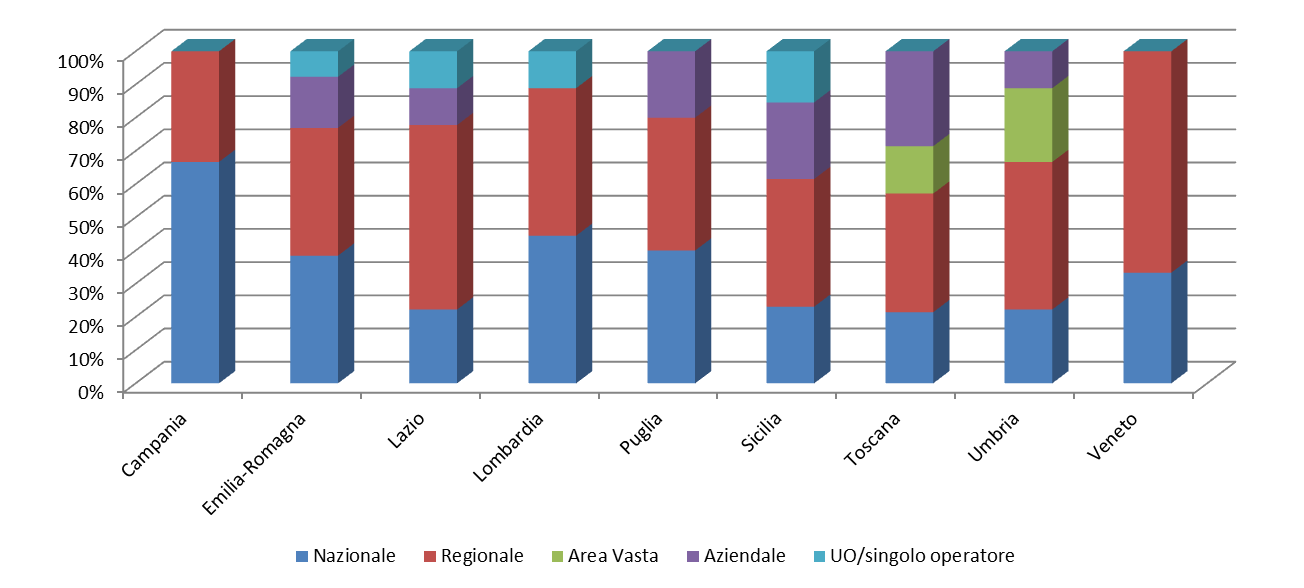 100%
90%
80%
70%
60%
50%
40%
30%
20%
10%
0%
Campania
Emilia-Romagna
Lazio
Lombardia
Puglia
Sicilia
Toscana
Umbria
Veneto
Nazionale Regionale Area Vasta Aziendale UO/singolo operatore